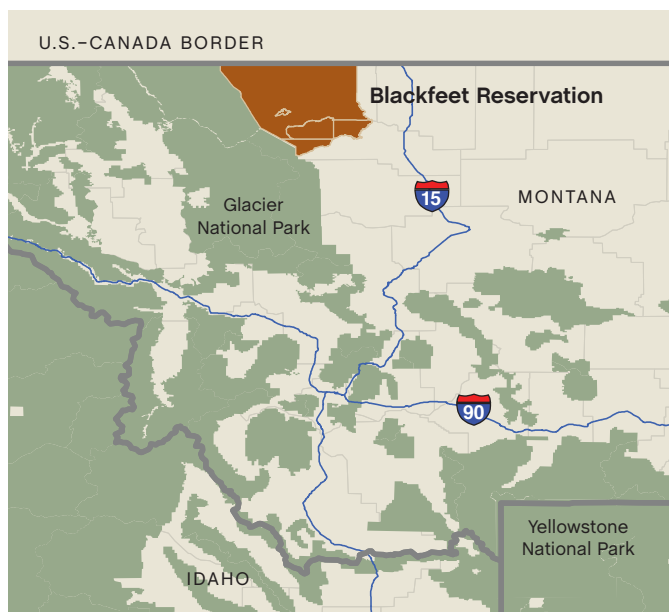 U.S.–CANADA BORDER
Blackfeet Reservation
15
MONTANA
Glacier
National Park
90
Yellowstone
National Park
IDAHO